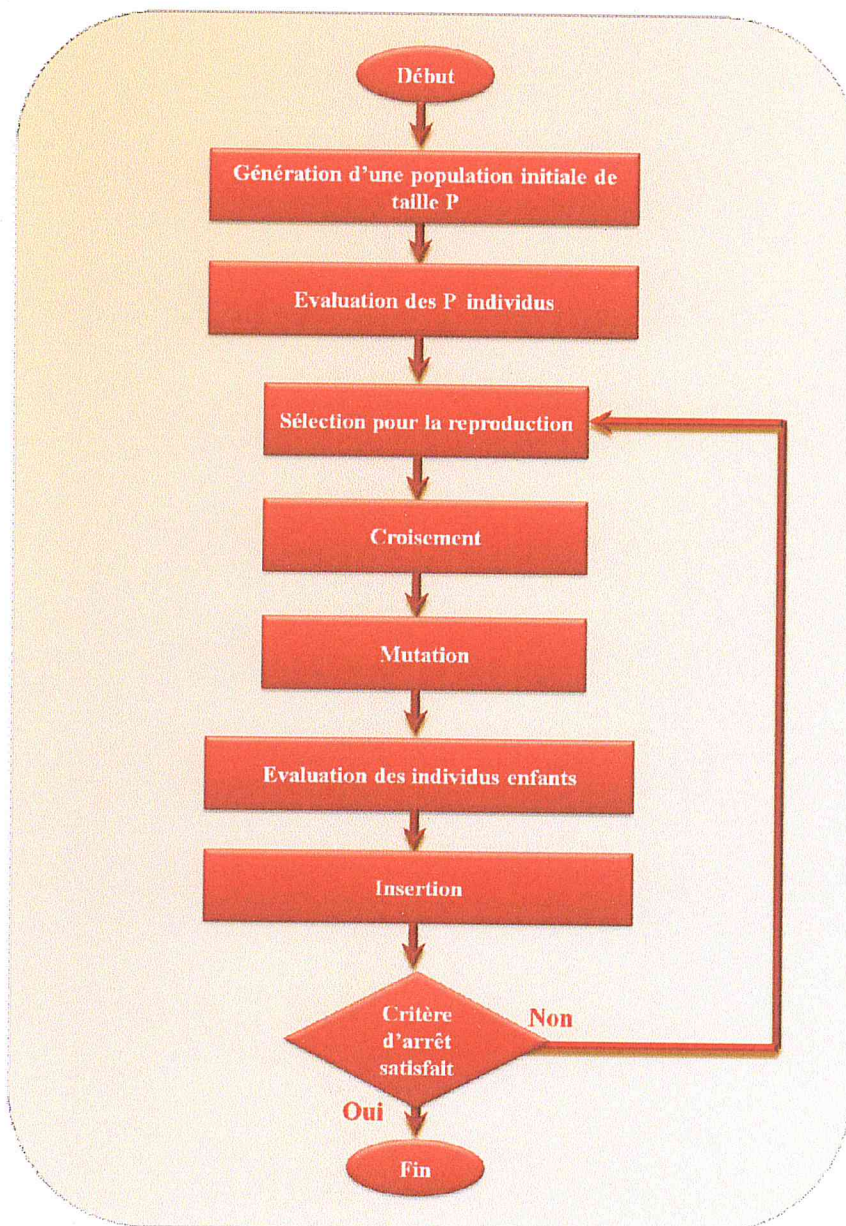 Début
Génération d'une population initiale de
taille P
Evaluation des P individus
Sélection pour la reproduction
Croisement
Mutation
Evaluation des individus enfants
Insertion
Critère
d'arrêt
satisfait
Non
Oui
Fin